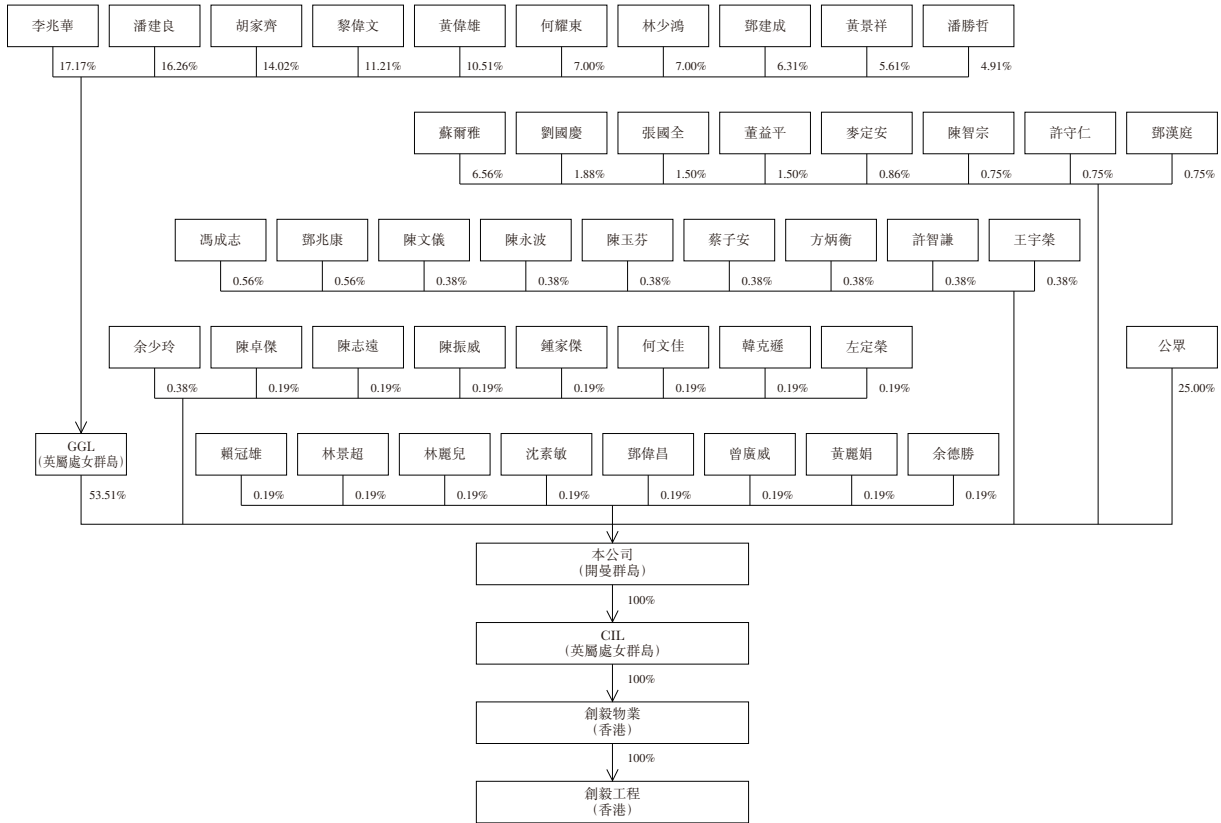 李兆華
潘建良
胡家齊
黎偉文
黃偉雄
何耀東
林少鴻
鄧建成
黃景祥
潘勝哲
17.17%
16.26%
14.02%
11.21%
10.51%
7.00%
7.00%
6.31%
5.61%
4.91%
蘇爾雅
劉國慶
張國全
董益平
麥定安
陳智宗
許守仁
鄧漢庭
6.56%
1.88%
1.50%
1.50%
0.86%
0.75%
0.75%
0.75%
馮成志
鄧兆康
陳文儀
陳永波
陳玉芬
蔡子安
方炳衡
許智謙
王宇榮
0.56%
0.56%
0.38%
0.38%
0.38%
0.38%
0.38%
0.38%
0.38%
余少玲
陳卓傑
陳志遠
陳振威
鍾家傑
何文佳
韓克遜
左定榮
公眾
0.38%
0.19%
0.19%
0.19%
0.19%
0.19%
0.19%
0.19%
25.00%
GGL
(英屬處女群島)
賴冠雄
林景超
林麗兒
沈素敏
鄧偉昌
曾廣威
黃麗娟
余德勝
53.51%
0.19%
0.19%
0.19%
0.19%
0.19%
0.19%
0.19%
0.19%
本公司
(開曼群島)
100%
CIL
(英屬處女群島)
100%
創毅物業
(香港)
100%
創毅工程
(香港)